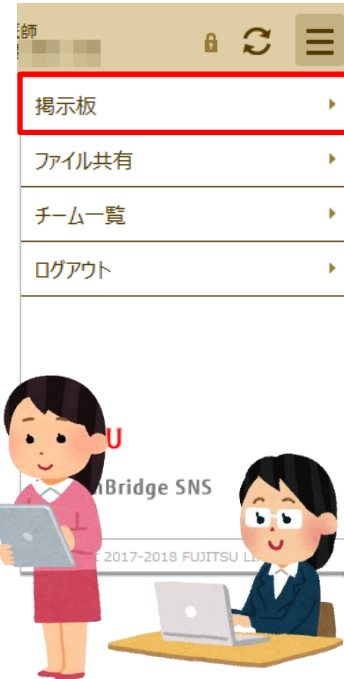 師
掲示板
ファイル共有
チーム一覧
ログアウト
U
Bridge SNS
2017-2018 FUJITSU L